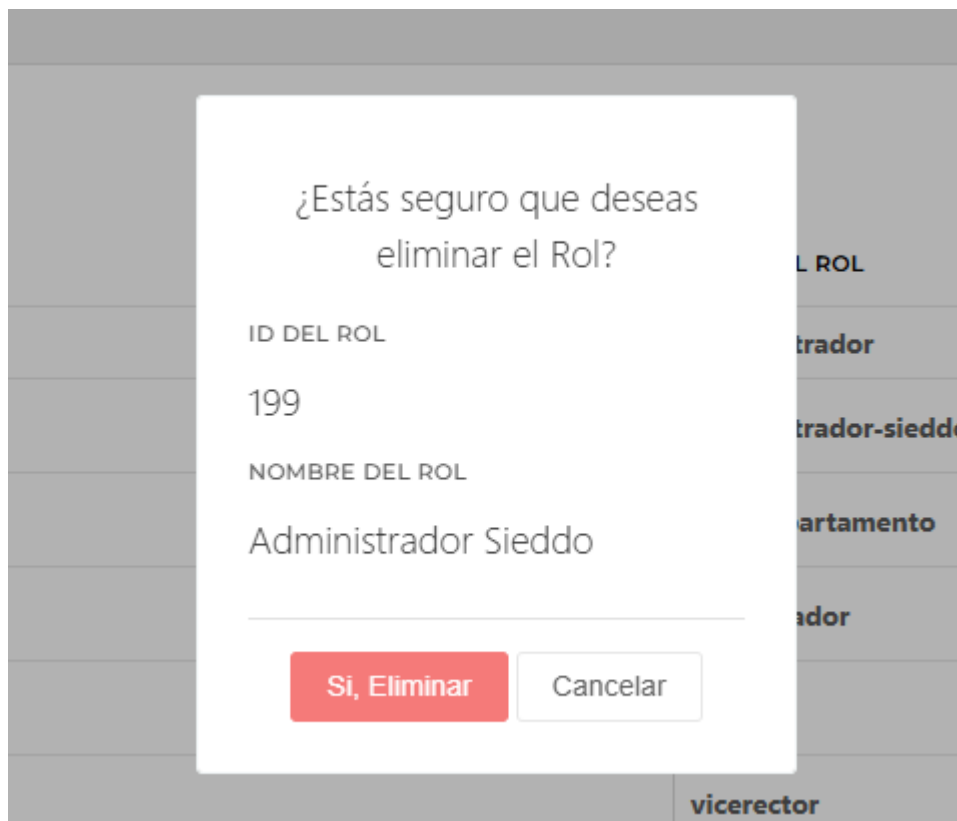 ¿Estás seguro que deseas
eliminar el Rol?
L ROL
ID DEL ROL
trador
199
trador-siedd
NOMBRE DEL ROL
artamento
Administrador Sieddo
ador
Si, Eliminar
Cancelar
vicerector